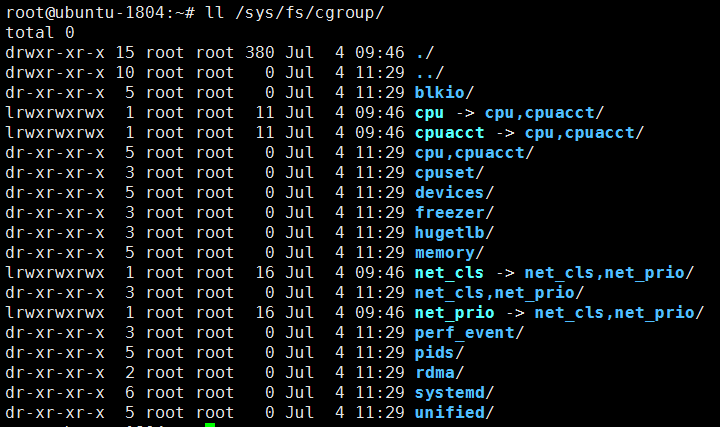 root@ubuntu-1804:~# ll /sys/fs/cgroup/
total 0
drwxr-xr-x 15 root root 380 Jul  4 09:46 ./
drwxr-xr-x 10 root root   0 Jul  4 11:29 ../
dr-xr-xr-x  5 root root   0 Jul  4 11:29 blkio/
lrwxrwxrwx  1 root root  11 Jul  4 09:46 cpu -> cpu,cpuacct/
lrwxrwxrwx  1 root root  11 Jul  4 09:46 cpuacct -> cpu,cpuacct/
dr-xr-xr-x  5 root root   0 Jul  4 11:29 cpu,cpuacct/
dr-xr-xr-x  3 root root   0 Jul  4 11:29 cpuset/
dr-xr-xr-x  5 root root   0 Jul  4 11:29 devices/
dr-xr-xr-x  3 root root   0 Jul  4 11:29 freezer/
dr-xr-xr-x  3 root root   0 Jul  4 11:29 hugetlb/
dr-xr-xr-x  5 root root   0 Jul  4 11:29 memory/
lrwxrwxrwx  1 root root  16 Jul  4 09:46 net_cls -> net_cls,net_prio/
dr-xr-xr-x  3 root root   0 Jul  4 11:29 net_cls,net_prio/
lrwxrwxrwx  1 root root  16 Jul  4 09:46 net_prio -> net_cls,net_prio/
dr-xr-xr-x  3 root root   0 Jul  4 11:29 perf_event/
dr-xr-xr-x  5 root root   0 Jul  4 11:29 pids/
dr-xr-xr-x  2 root root   0 Jul  4 11:29 rdma/
dr-xr-xr-x  6 root root   0 Jul  4 11:29 systemd/
dr-xr-xr-x  5 root root   0 Jul  4 11:29 unified/